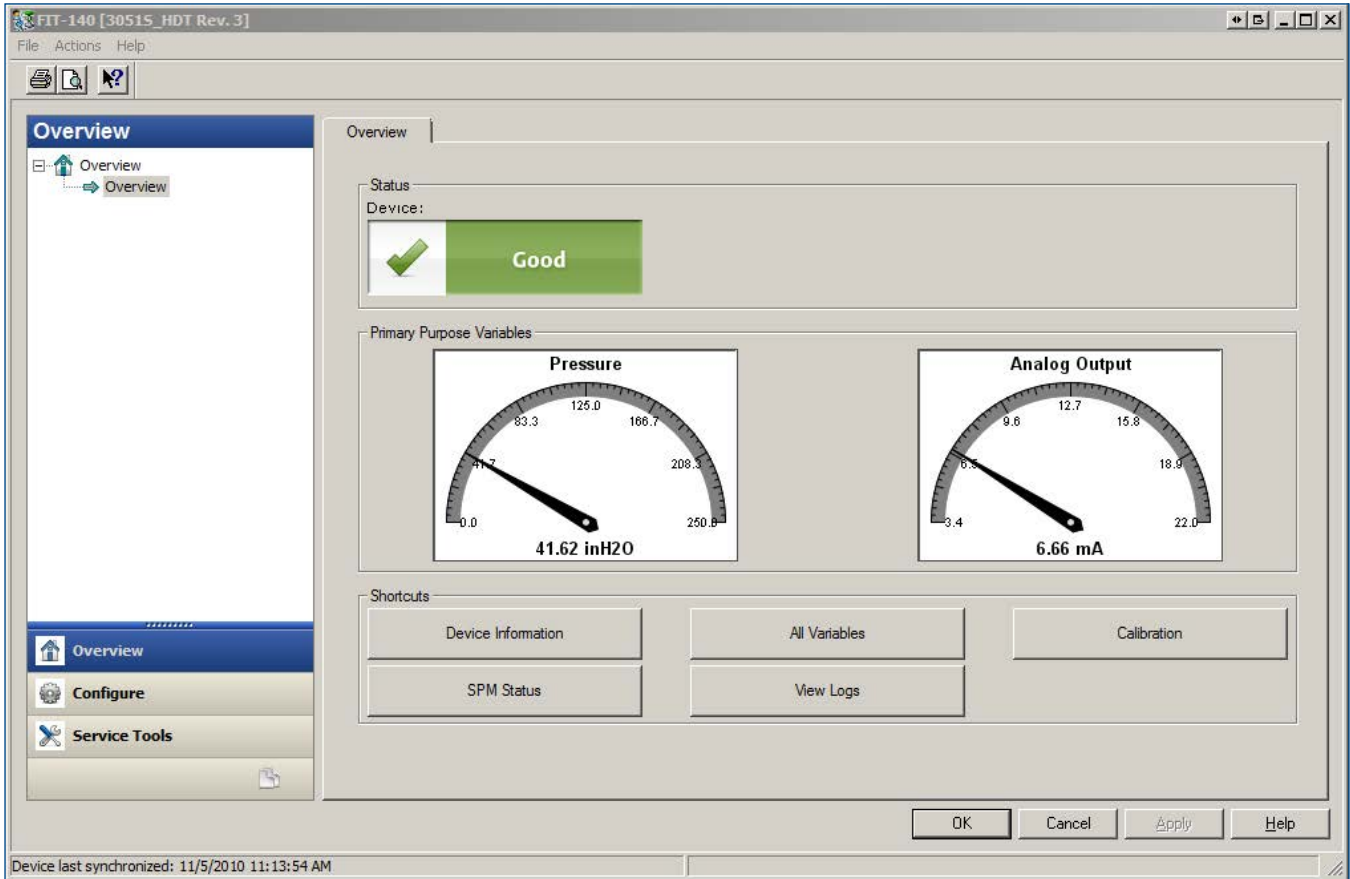 FIT-140 [3051S_HDT Rev. 3]
File Actions Help
Overview
Overview
Overview
Overview
Configure
Service Tools
Overview
Status
Device:
Good
Primary Purpose Variables
Pressure
0.0
41.7
83.3
125.0
166.7
208.3
250.0
41.62 inH2O
Analog Output
3.4
6.5
9.6
12.7
15.8
18.9
22.0
6.66 mA
Shortcuts
Device Information All Variables Calibration
SPM Status View Logs
OK Cancel Apply Help
Device last synchronized: 11/5/2010 11:13:54 AM